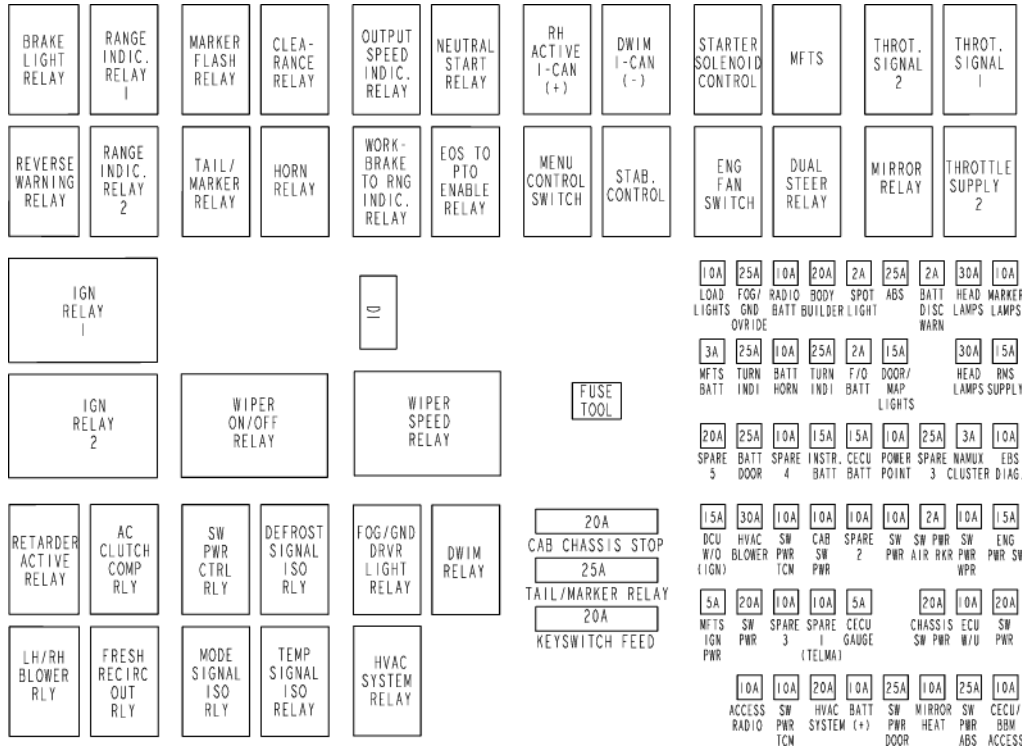 BRAKE LIGHT RELAY
RANGE INDIC. RELAY 1
MARKER FLASH RELAY
CLEA- RANCE RELAY
OUTPUT SPEED INDIC. RELAY
NEUTRAL START RELAY
RH ACTIVE I-CAN (+)
DWIM I-CAN (-)
STARTER SOLENOID CONTROL
MFTS
THROT. SIGNAL 2
THROT. SIGNAL 1
REVERSE WARNING RELAY
RANGE INDIC. RELAY 2
TAIL/ MARKER RELAY
HORN RELAY
WORK- BRAKE TO RNG INDIC. RELAY
EOS TO PTO ENABLE RELAY
MENU CONTROL SWITCH
STAB. CONTROL
ENG FAN SWITCH
DUAL STEER RELAY
MIRROR RELAY
THROTTLE SUPPLY 2
IGN RELAY 1
D1
10A LOAD LIGHTS
25A FOG/ GND OVRIDE
10A RADIO BATT
20A BODY BUILDER
2A SPOT LIGHT
25A ABS
2A BATT DISC WARN
30A HEAD LAMPS
10A MARKER LAMPS
3A MFTS BATT
25A TURN INDI
10A BATT HORN
25A TURN INDI
2A F/O BATT
15A DOOR/ MAP LIGHTS
30A HEAD LAMPS
15A RMS SUPPLY
IGN RELAY 2
WIPER ON/OFF RELAY
WIPER SPEED RELAY
FUSE TOOL
20A SPARE 5
25A BATT DOOR
10A SPARE 4
15A INSTR. BATT
15A CECU BATT
10A POWER POINT
25A SPARE 3
3A NAMUX CLUSTER
10A EBS DIAG.
RETARDER ACTIVE RELAY
AC CLUTCH COMP RLY
SW PWR CTRL RLY
DEFROST SIGNAL ISO RLY
FOG/GND DRVR LIGHT RELAY
DWIM RELAY
20A
CAB CHASSIS STOP
25A
TAIL/MARKER RELAY
20A
KEYSWITCH FEED
15A DCU W/O (IGN)
30A HVAC BLOWER
10A SW PWR TCM
10A CAB SW PWR
10A SPARE 2
10A SW PWR
2A SW PWR AIR RKR
10A SW PWR WPR
15A ENG PWR SW
5A MFTS IGN PWR
20A SW PWR
10A SPARE 3
10A SPARE 1 (TELMA)
5A CECU GAUGE
20A CHASSIS SW PWR
10A ECU W/U
20A SW PWR
LH/RH BLOWER RLY
FRESH RECIRC OUT RLY
MODE SIGNAL ISO RLY
TEMP SIGNAL ISO RELAY
HVAC SYSTEM RELAY
10A ACCESS RADIO
10A SW PWR TCM
20A HVAC SYSTEM
10A BATT (+)
25A SW PWR DOOR
10A MIRROR HEAT
25A SW PWR ABS
10A CECU/ BBM ACCESS